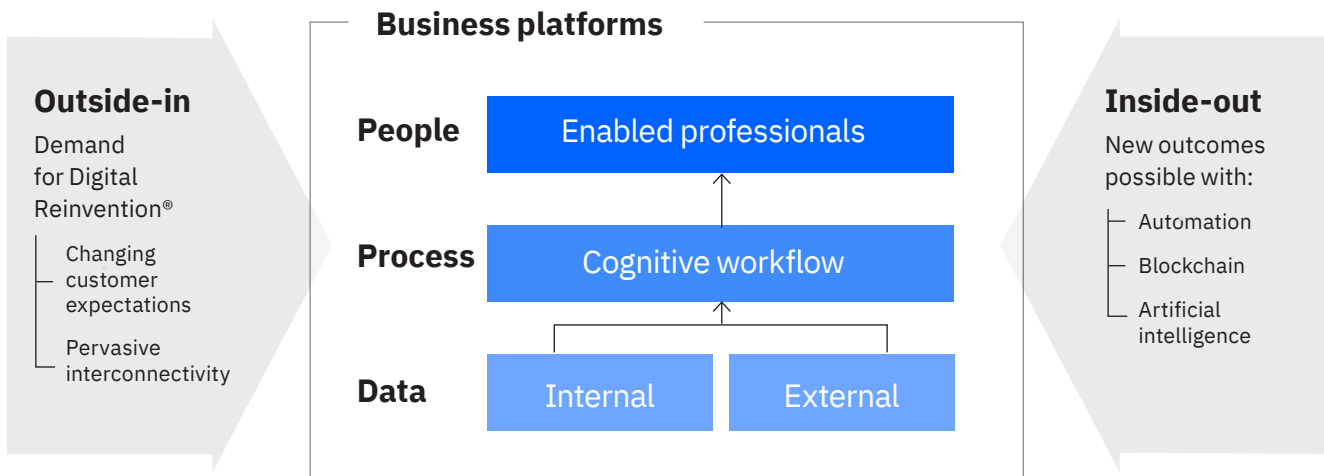 Business platforms
Outside-in
Demand
for Digital
Reinvention®
Changing
customer
expectations
Pervasive
interconnectivity
People
Enabled professionals
Process
Cognitive workflow
Data
Internal
External
Inside-out
New outcomes
possible with:
Automation
Blockchain
Artificial
intelligence